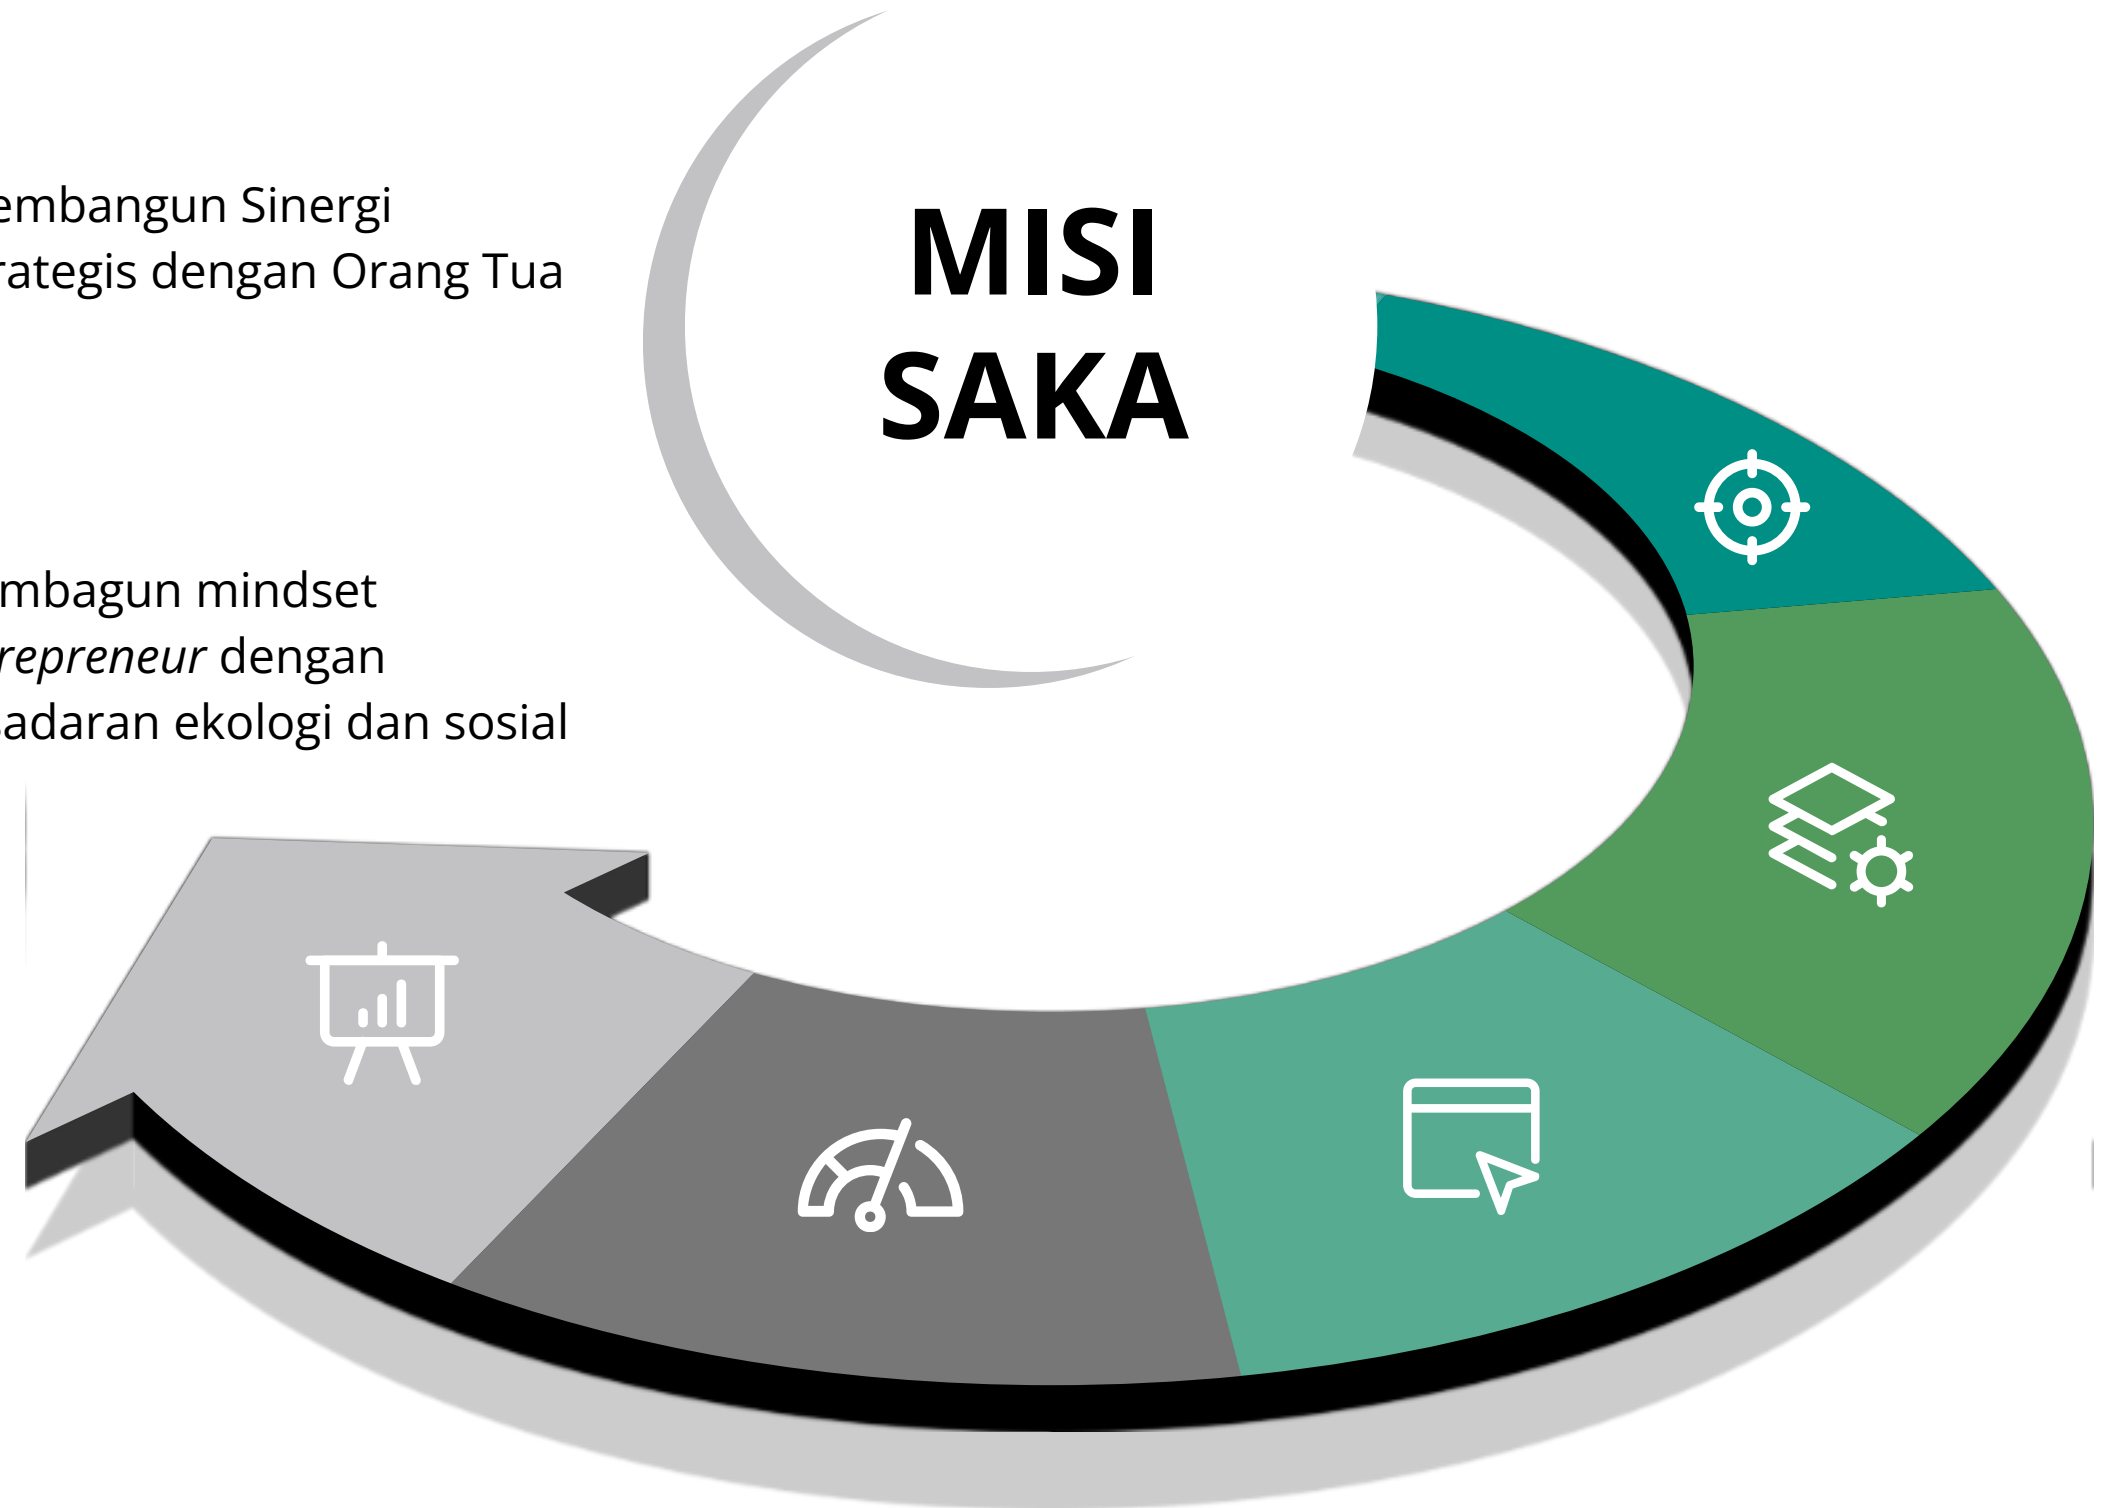 embangun Sinergi
rategis dengan Orang Tua
MISI
SAKA
mbagun mindset
repreneur dengan
adaran ekologi dan sosial